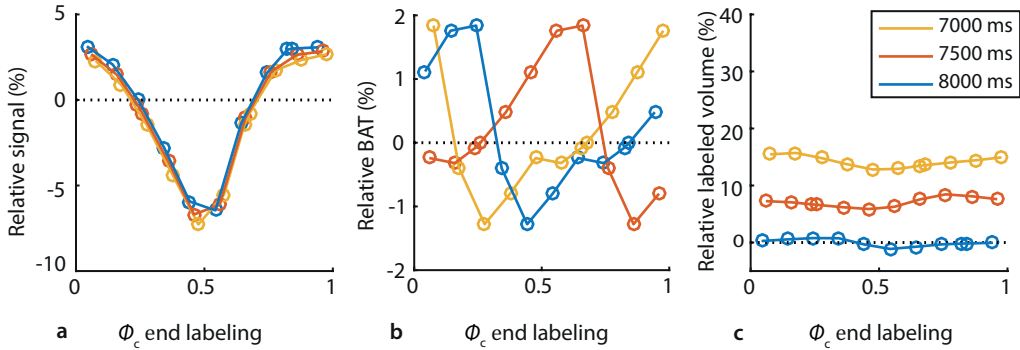 Relative signal (%)
5
0
-5
-10
0
0.5
1
a
Φc end labeling
Relative BAT (%)
2
1
0
-1
-2
0
0.5
1
b
Φc end labeling
Relative labeled volume (%)
40
30
20
10
0
0
0.5
1
c
Φc end labeling
7000 ms
7500 ms
8000 ms